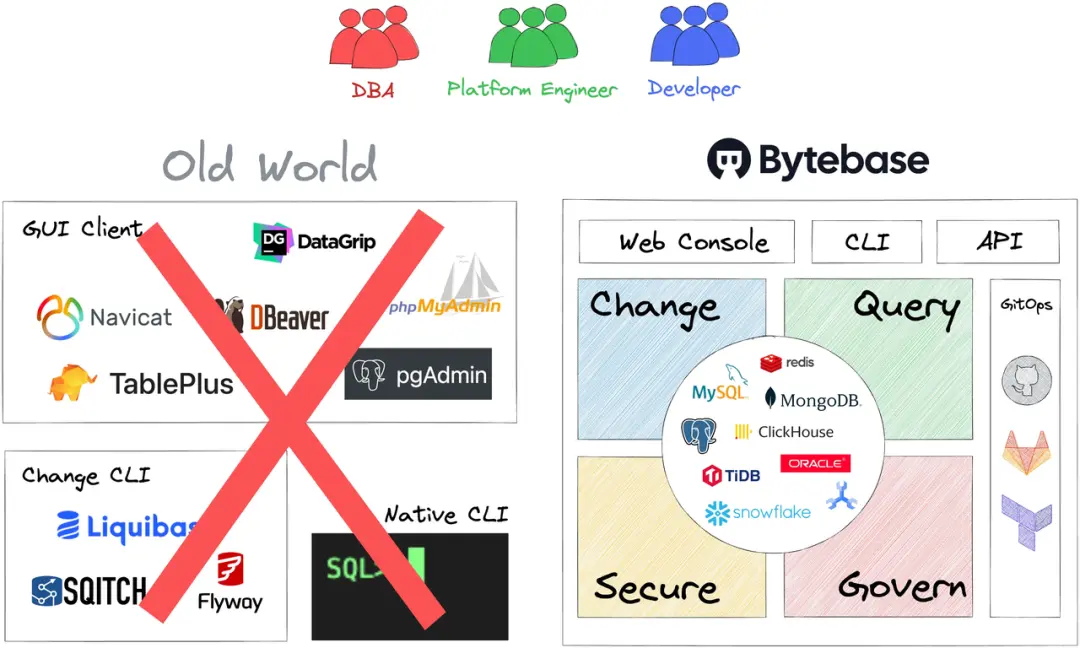 DBA
Platform Engineer
Developer
Old World
Bytebase
GUI Client
DG DataGrip
Navicat
DBeaver
phpMyAdmin
TablePlus
pgAdmin
Change CLI
Liquibas
SQITCH
Flyway
Native CLI
SQL>
Web Console
CLI
API
Change
Query
GitOps
redis
MySQL
MongoDB
ClickHouse
ORACLE
TiDB
snowflake
Secure
Govern